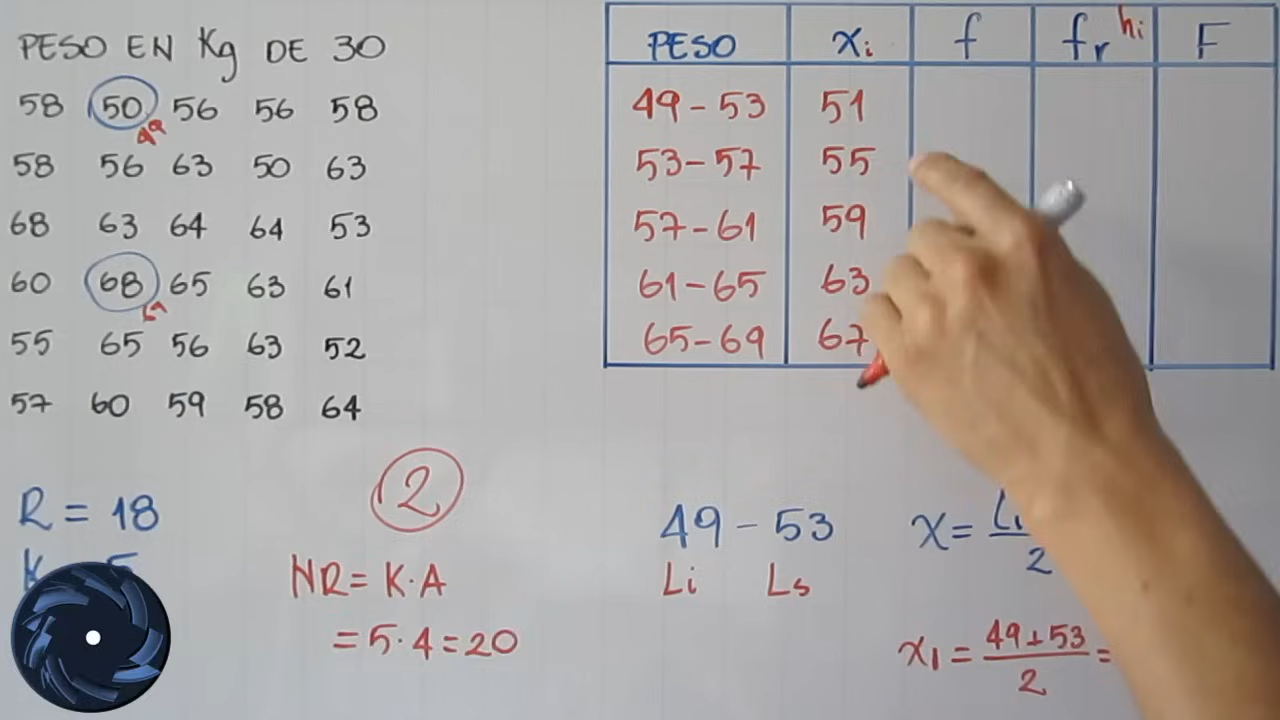 PESO EN Kg DE 30
58 50 56 56 58
49
58 56 63 50 63
68 63 64 64 53
60 68 65 63 61
55 65 56 63 52
57 60 59 58 64
R = 18
K
2
NR = K·A
= 5·4 = 20
PESO xi f fr hi F
49-53 51
53-57 55
57-61 59
61-65 63
65-69 67
49 - 53
Li Ls
x = Li
2
x1 = 49+53 =
2